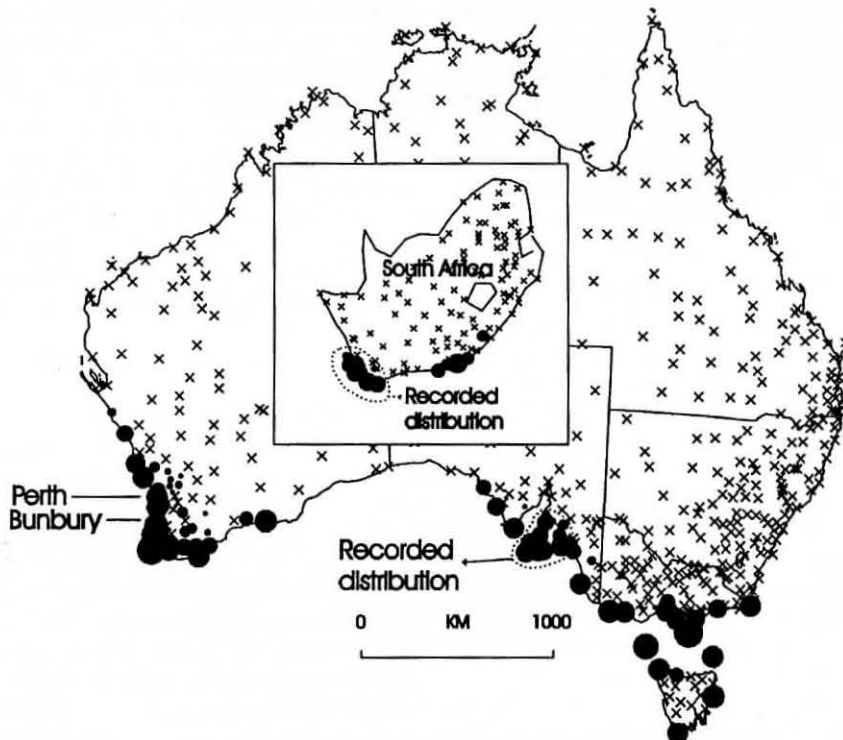 South Africa
Recorded
distribution
Perth
Bunbury
Recorded
distribution
0 KM 1000